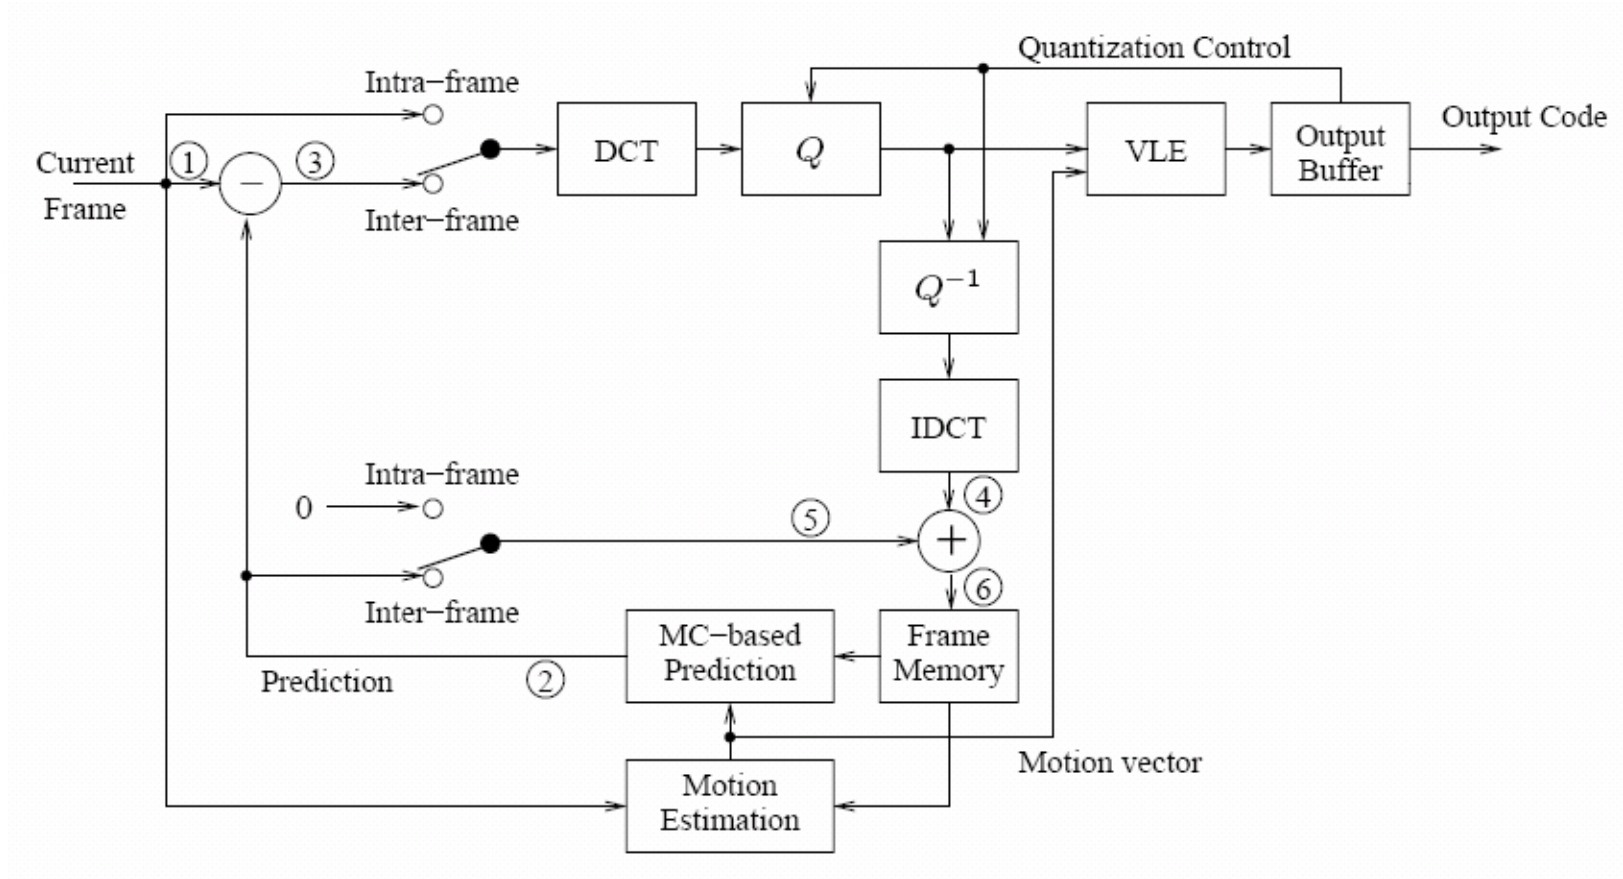 Quantization Control
Intra−frame
Output Code
Current
Frame
1
−
3
Inter−frame
DCT
Q
VLE
Output
Buffer
Q⁻¹
IDCT
4
Intra−frame
0
5
+
6
Inter−frame
MC−based
Prediction
Frame
Memory
Prediction
2
Motion vector
Motion
Estimation